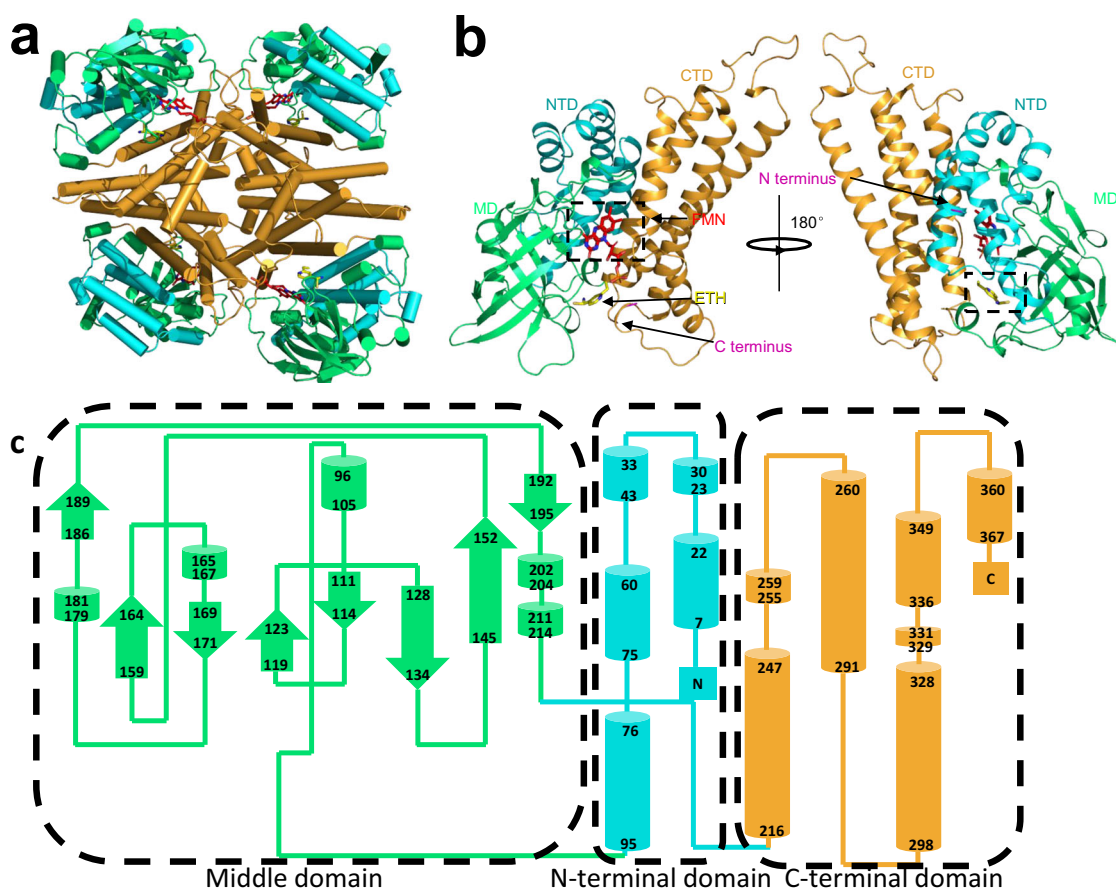 a
b
CTD
CTD
NTD
NTD
N terminus
MD
MD
FMN
180°
ETH
C terminus
c
96
105
33
43
30
23
192
195
189
186
260
360
367
349
152
145
22
7
165
167
202
204
C
111
114
128
134
60
75
259
255
181
179
164
159
169
171
123
119
211
214
336
331
329
N
247
216
291
328
298
76
95
Middle domain
N-terminal domain
C-terminal domain